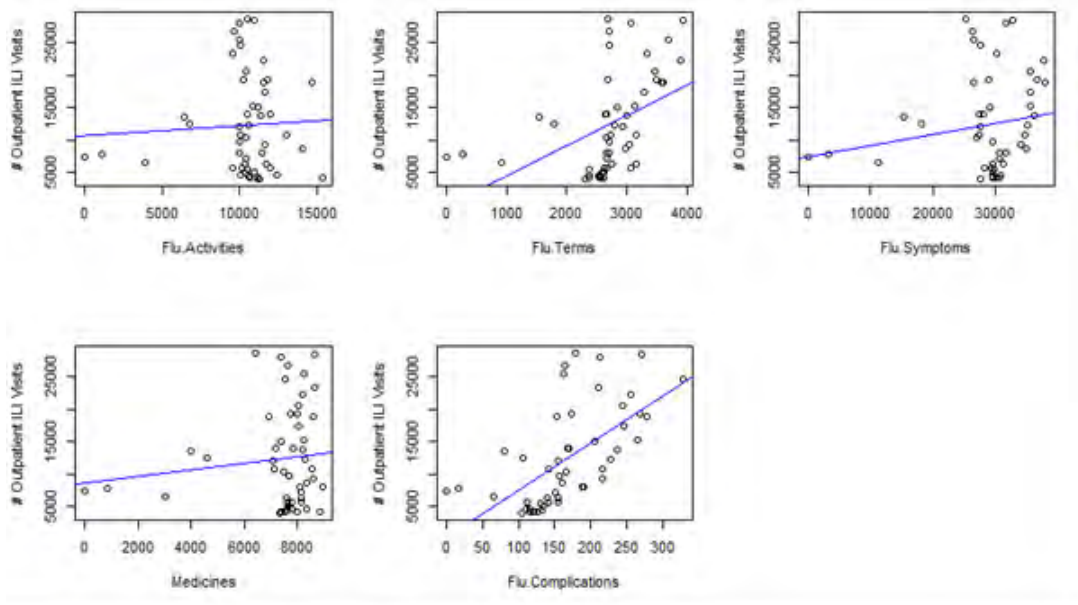 # Outpatient ILI Visits
5000 15000 25000
0 5000 10000 15000
Flu.Activities
# Outpatient ILI Visits
5000 15000 25000
0 1000 2000 3000 4000
Flu.Terms
# Outpatient ILI Visits
5000 15000 25000
0 10000 20000 30000
Flu.Symptoms
# Outpatient ILI Visits
5000 15000 25000
0 2000 4000 6000 8000
Medicines
# Outpatient ILI Visits
5000 15000 25000
0 50 100 150 200 250 300
Flu.Complications